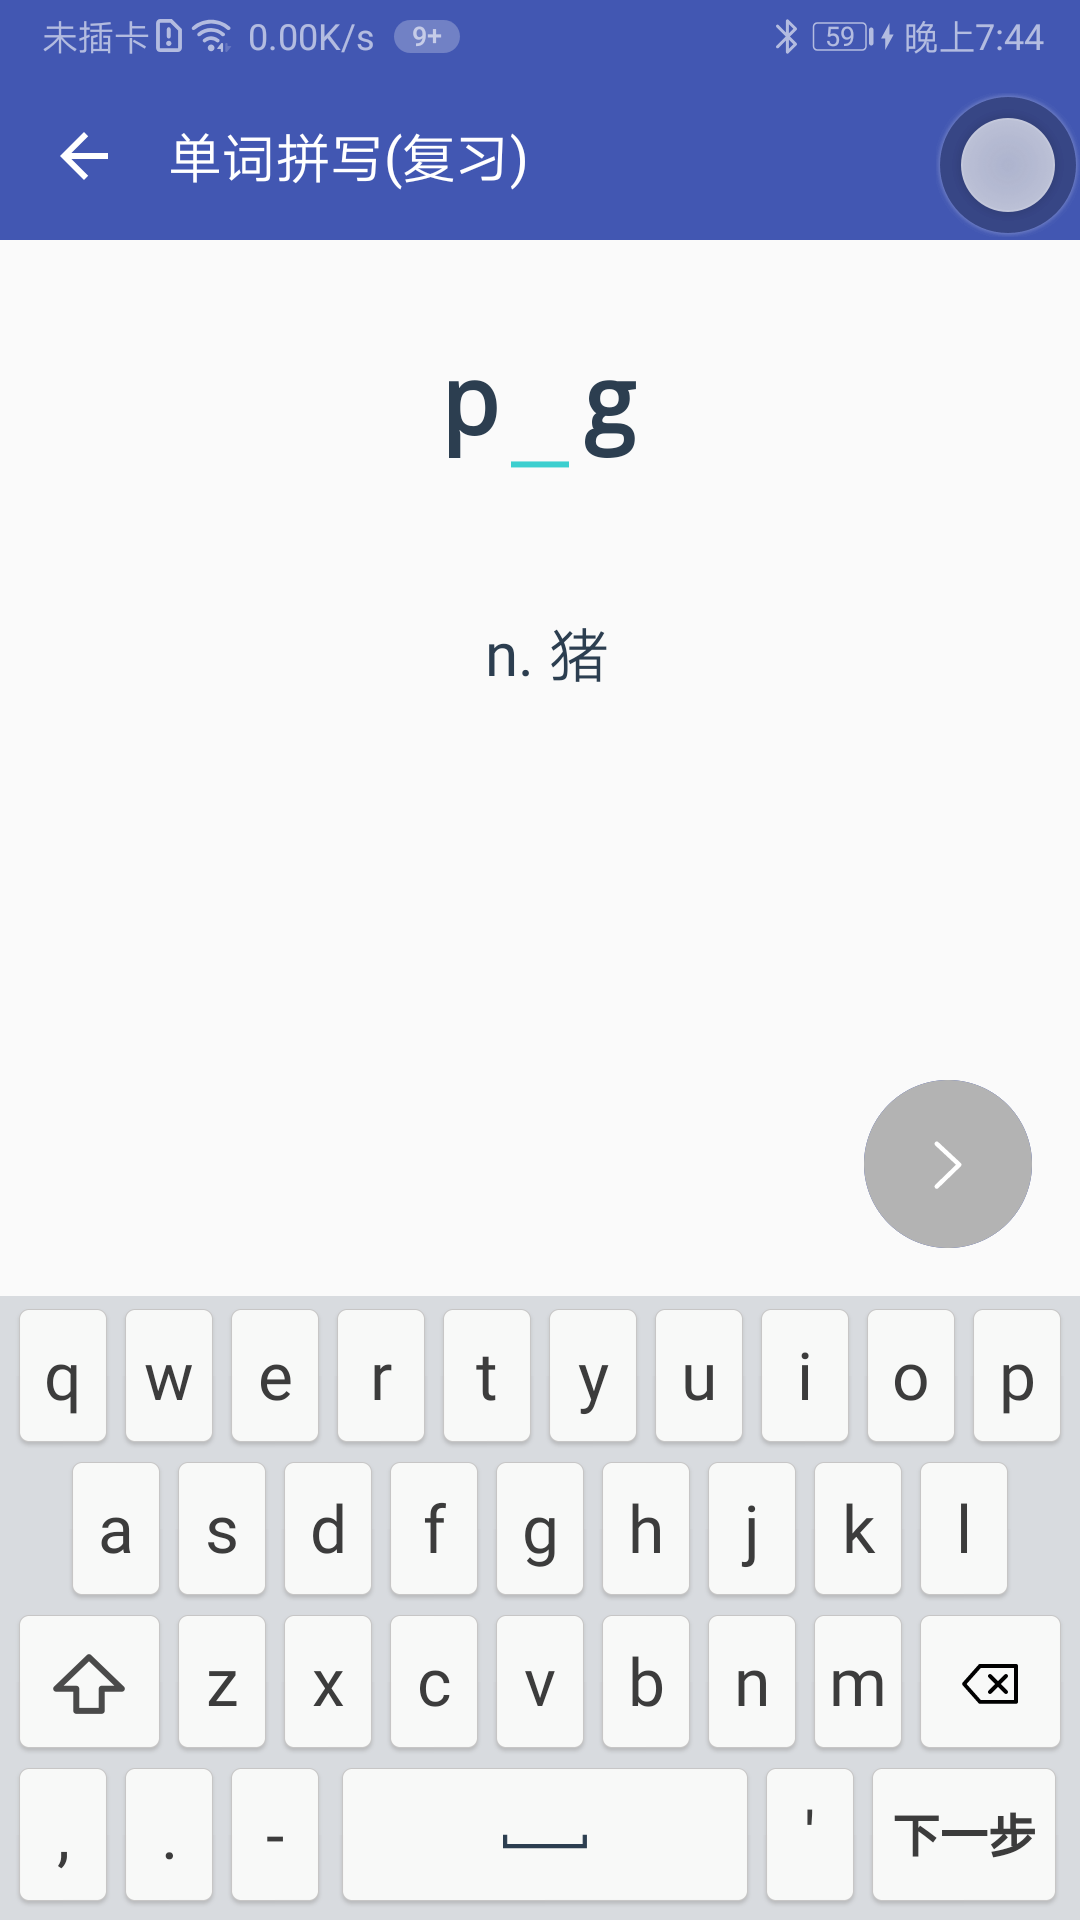 未插卡 0.00K/s 9+ 59 晚上7:44
单词拼写(复习)
p_g
n. 猪
q w e r t y u i o p
a s d f g h j k l
z x c v b n m
, . - ' 下一步